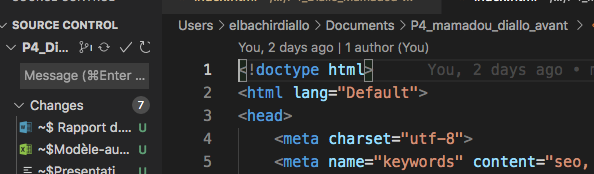 SOURCE CONTROL
SOURCE CONTROL
P4_Di...
Message (⌘Enter ...
Changes 7
~$ Rapport d.... U
~$Modèle-au... U
~$Presentati... U
Users > elbachirdiallo > Documents > P4_mamadou_diallo_avant
You, 2 days ago | 1 author (You)
1 <!doctype html> You, 2 days ago •
2 <html lang="Default">
3 <head>
4 <meta charset="utf-8">
5 <meta name="keywords" content="seo,